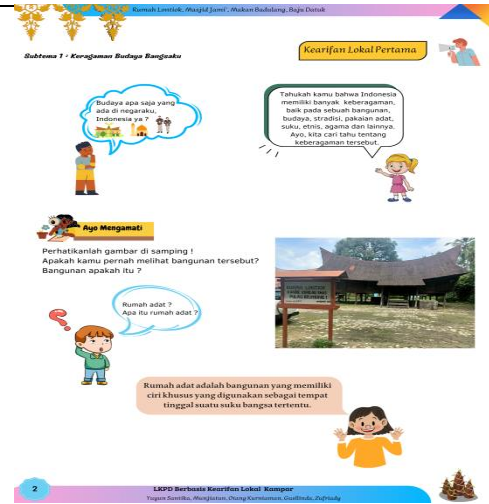 Rumah Lontiok, Masjid Jami', Makan Badulang, Baju Datuk
Kearifan Lokal Pertama
Subtema 1 : Keragaman Budaya Bangsaku
Budaya apa saja yang
ada di negaraku,
Indonesia ya ?
Tahukah kamu bahwa Indonesia
memiliki banyak keberagaman,
baik pada sebuah bangunan,
budaya, stradisi, pakaian adat,
suku, etnis, agama dan lainnya.
Ayo, kita cari tahu tentang
keberagaman tersebut.
Ayo Mengamati
Perhatikanlah gambar di samping !
Apakah kamu pernah melihat bangunan tersebut?
Bangunan apakah itu ?
Rumah adat ?
Apa itu rumah adat ?
Rumah adat adalah bangunan yang memiliki
ciri khusus yang digunakan sebagai tempat
tinggal suatu suku bangsa tertentu.
2
LKPD Berbasis Kearifan Lokal Kampar